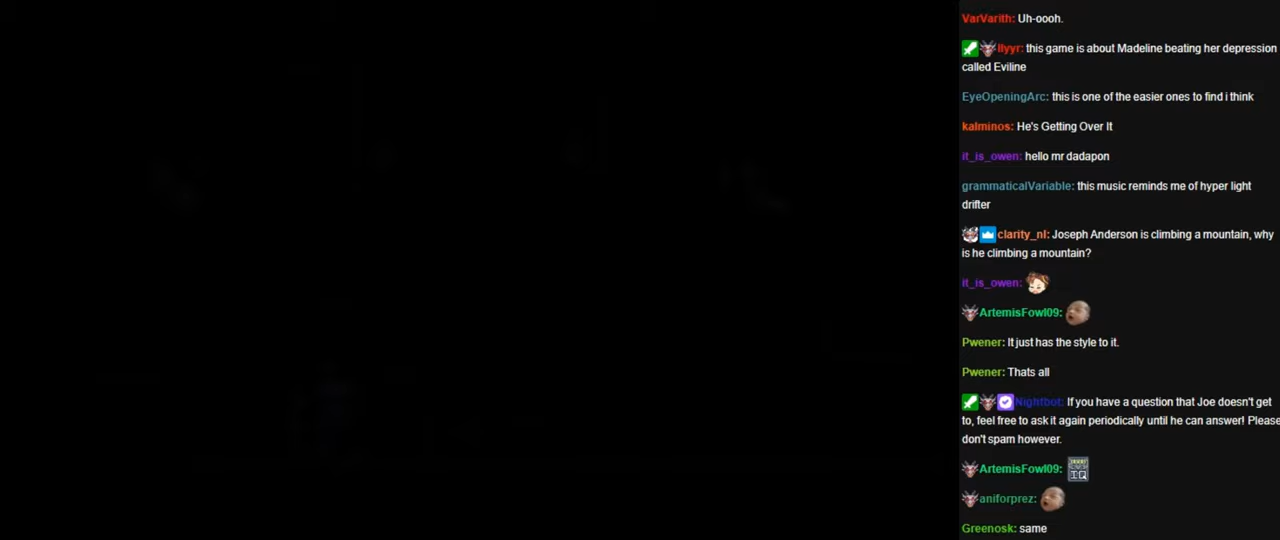 VarVarith: Uh-oooh.
llyyr: this game is about Madeline beating her depression
called Eviline
EyeOpeningArc: this is one of the easier ones to find i think
kalminos: He's Getting Over It
it_is_owen: hello mr dadapon
grammaticalVariable: this music reminds me of hyper light
drifter
clarity_nl: Joseph Anderson is climbing a mountain, why
is he climbing a mountain?
it_is_owen:
ArtemisFowl09:
Pwener: It just has the style to it.
Pwener: Thats all
Nightbot: If you have a question that Joe doesn't get
to, feel free to ask it again periodically until he can answer! Please
don't spam however.
ArtemisFowl09: IQ
aniforprez:
Greenosk: same